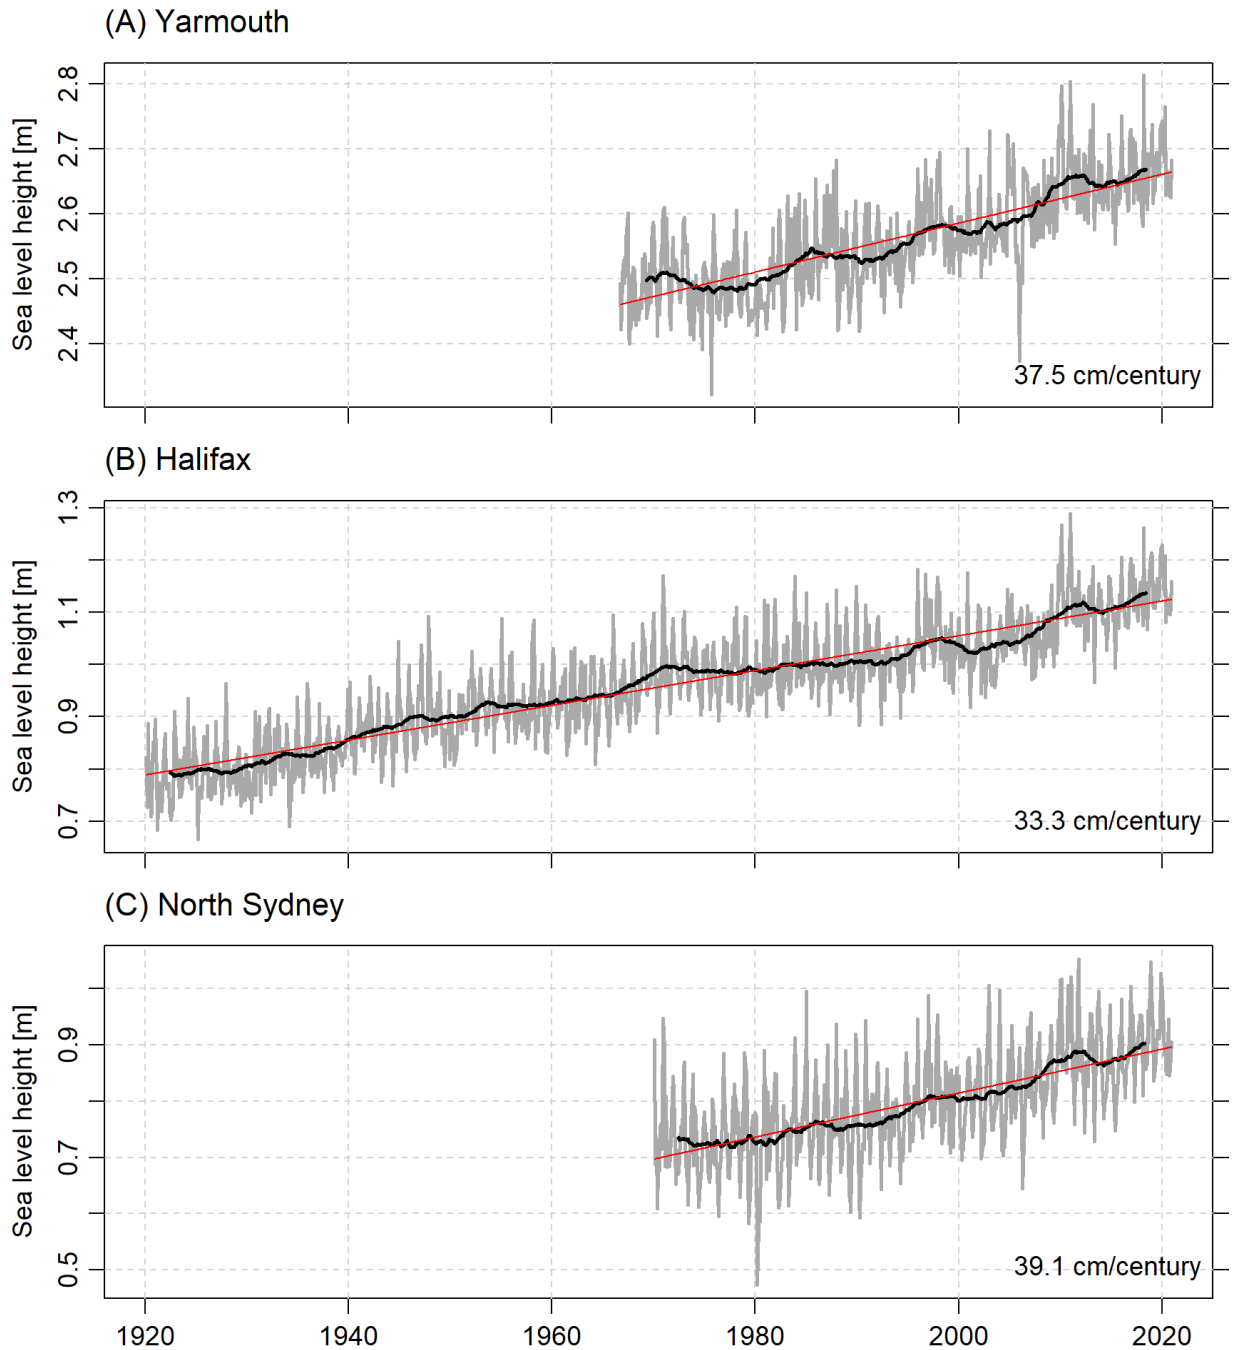 (A) Yarmouth
Sea level height [m]
2.8
2.7
2.6
2.5
2.4
37.5 cm/century
(B) Halifax
Sea level height [m]
1.3
1.1
0.9
0.7
33.3 cm/century
(C) North Sydney
Sea level height [m]
0.9
0.7
0.5
39.1 cm/century
1920 1940 1960 1980 2000 2020